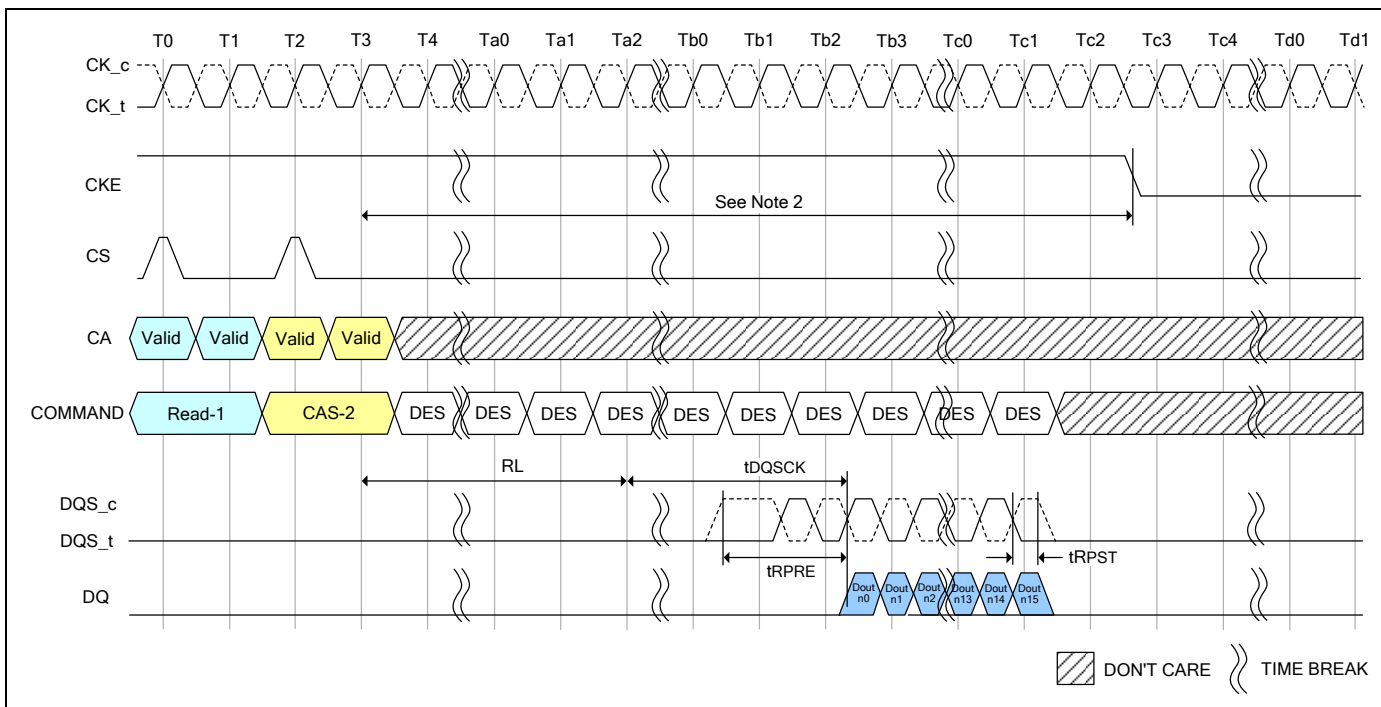 T0 T1 T2 T3 T4 Ta0 Ta1 Ta2 Tb0 Tb1 Tb2 Tb3 Tc0 Tc1 Tc2 Tc3 Tc4 Td0 Td1
CK_c
CK_t
CKE
See Note 2
CS
CA Valid Valid Valid Valid
COMMAND Read-1 CAS-2 DES DES DES DES DES DES DES DES DES DES
RL tDQSCK
DQS_c
DQS_t
tRPRE tRPST
DQ
Dout Dout Dout Dout Dout Dout
n0 n1 n2 n13 n14 n15
DON'T CARE TIME BREAK